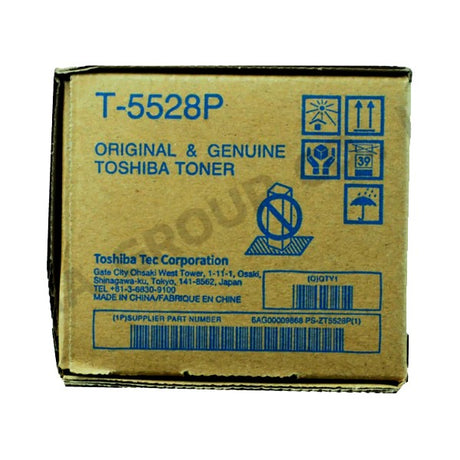 T-5528P
ORIGINAL & GENUINE
TOSHIBA TONER
39
Toshiba Tec Corporation
Gate City Ohsaki West Tower, 1-11-1, Osaki,
Shinagawa-ku, Tokyo, 141-8562, Japan
TEL +81-3-6830-9100
MADE IN CHINA/FABRIQUE EN CHINE
(Q)QTY1
(1P)SUPPLIER PART NUMBER
6AG00009868 PS-ZT5528P(1)